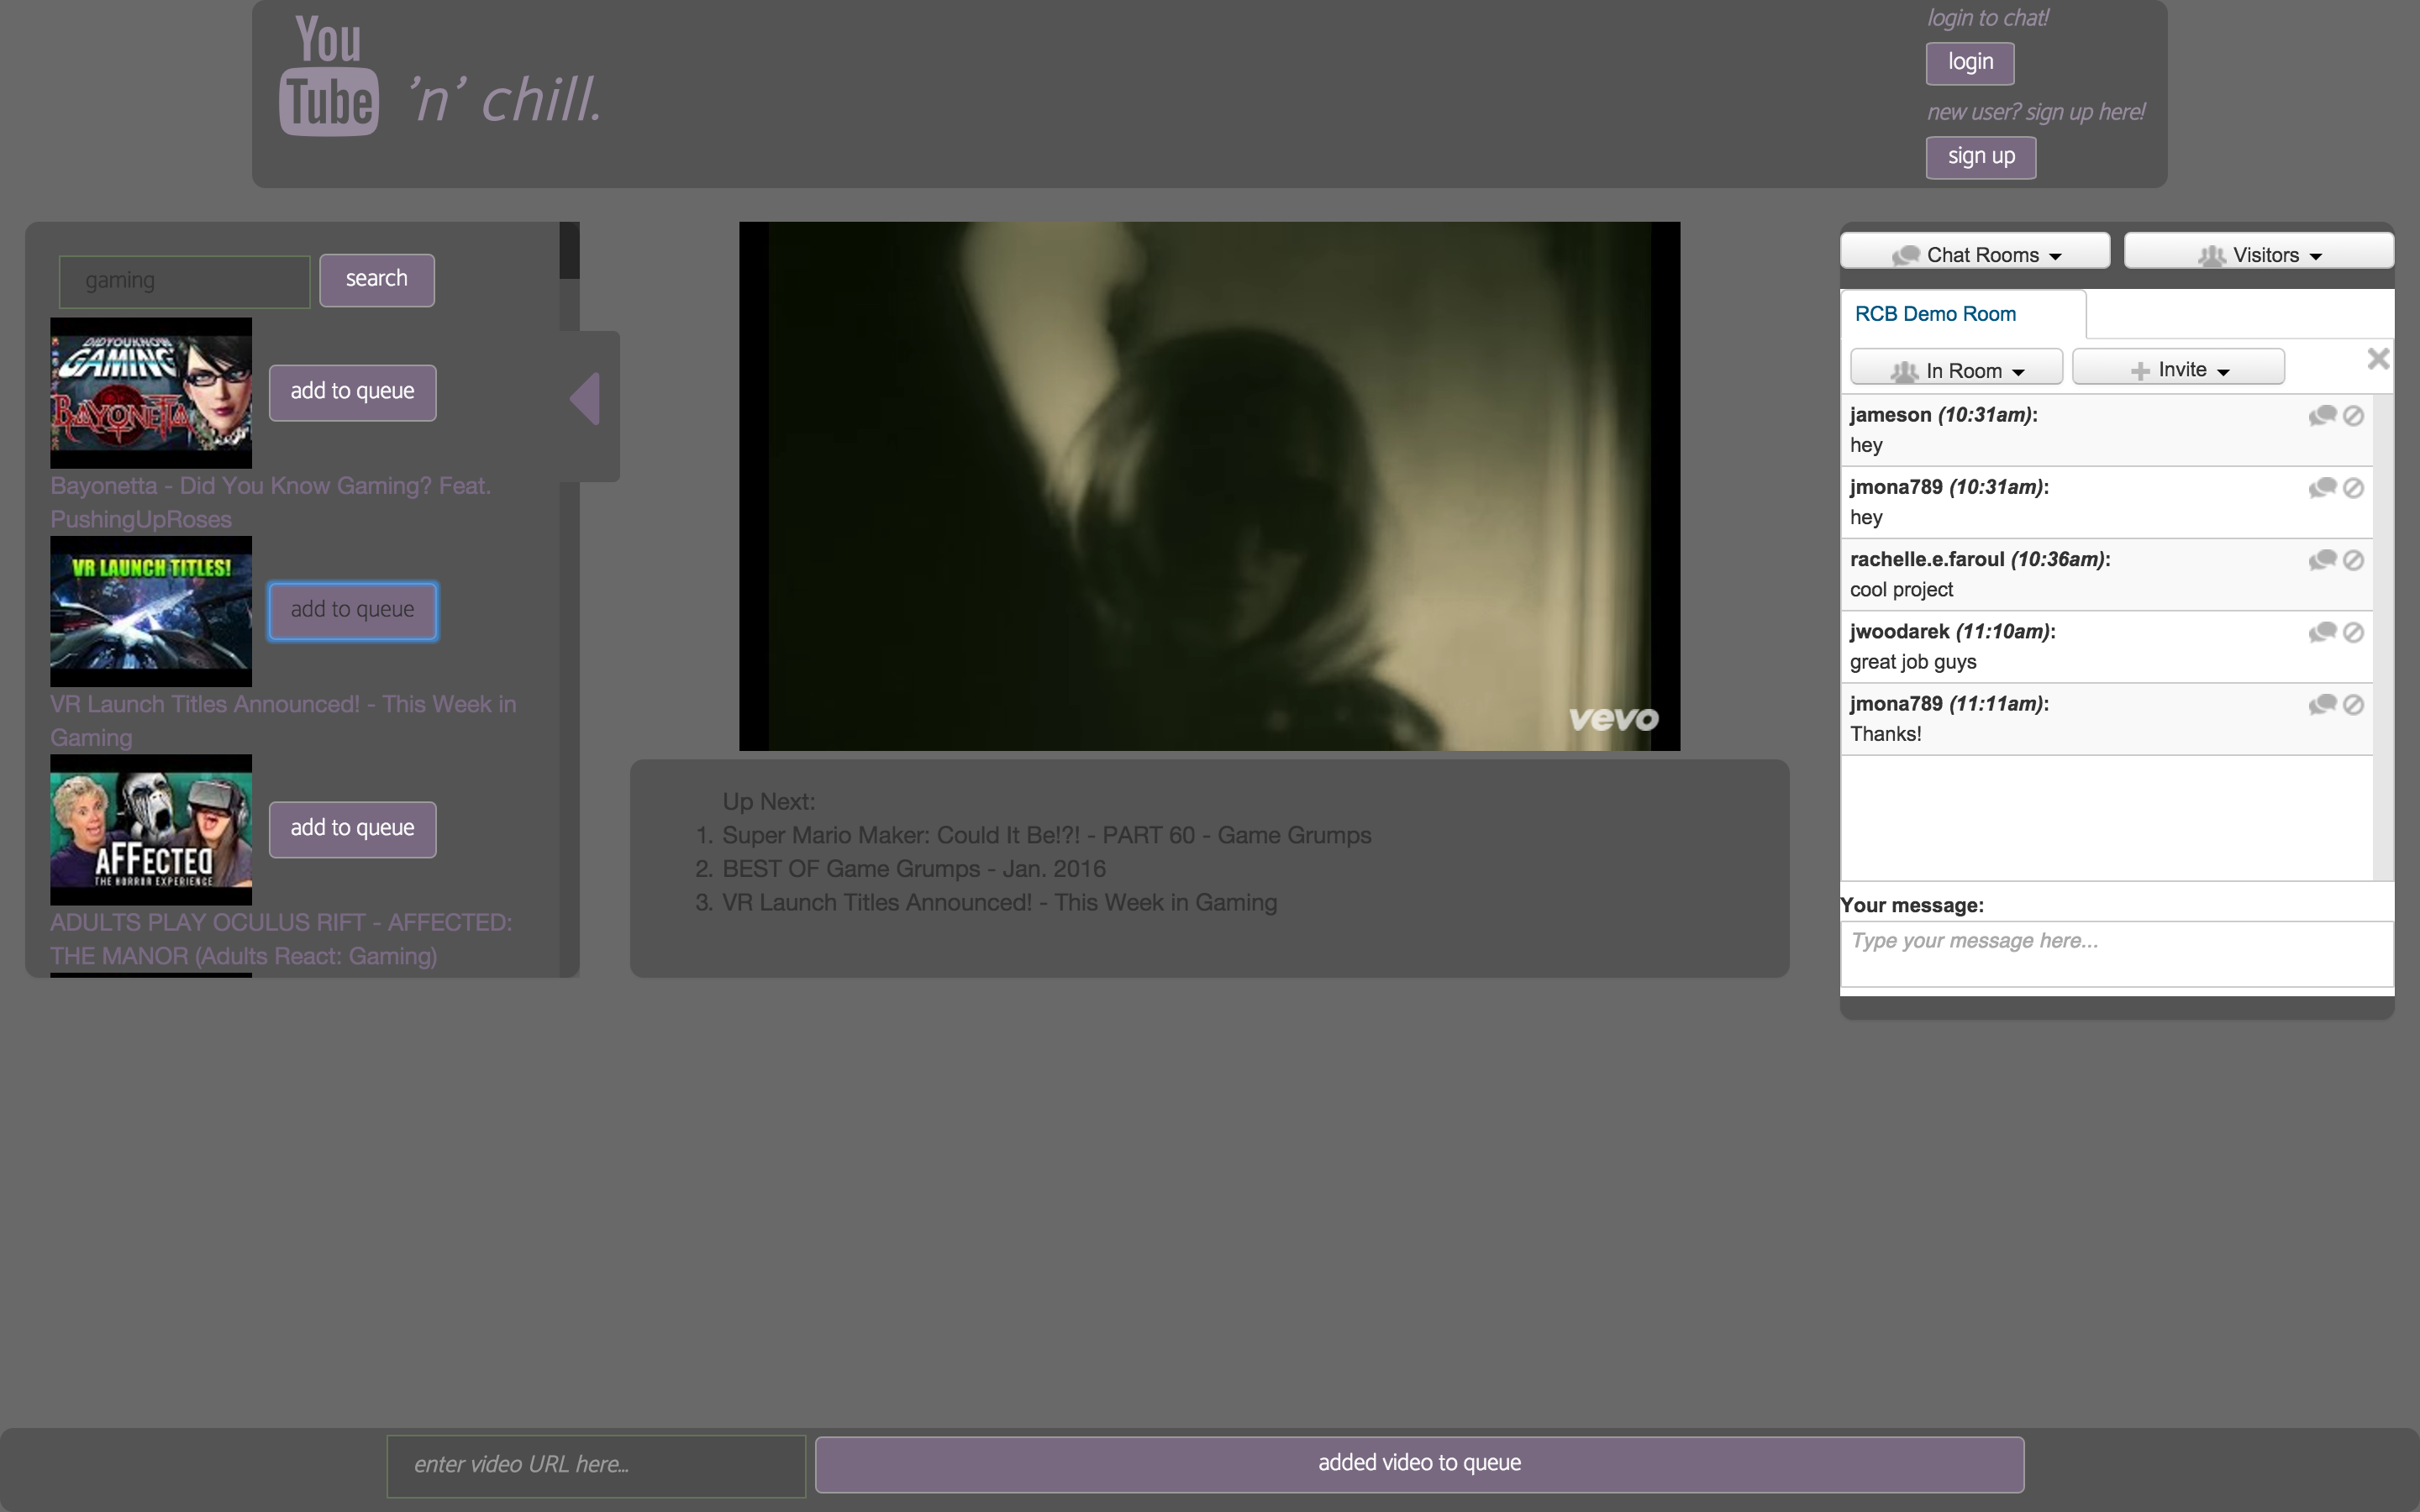 You
Tube 'n' chill.
login to chat!
login
new user? sign up here!
sign up
gaming
search
DIDYOUKNOW
GAMING
BAYONETTA
add to queue
Bayonetta - Did You Know Gaming? Feat.
PushingUpRoses
VR LAUNCH TITLES!
add to queue
VR Launch Titles Announced! - This Week in
Gaming
AFFECTED
THE HORROR EXPERIENCE
add to queue
ADULTS PLAY OCULUS RIFT - AFFECTED:
THE MANOR (Adults React: Gaming)
vevo
Up Next:
1. Super Mario Maker: Could It Be!?! - PART 60 - Game Grumps
2. BEST OF Game Grumps - Jan. 2016
3. VR Launch Titles Announced! - This Week in Gaming
Chat Rooms
Visitors
RCB Demo Room
In Room
Invite
jameson (10:31am):
hey
jmona789 (10:31am):
hey
rachelle.e.faroul (10:36am):
cool project
jwoodarek (11:10am):
great job guys
jmona789 (11:11am):
Thanks!
Your message:
Type your message here...
enter video URL here...
added video to queue